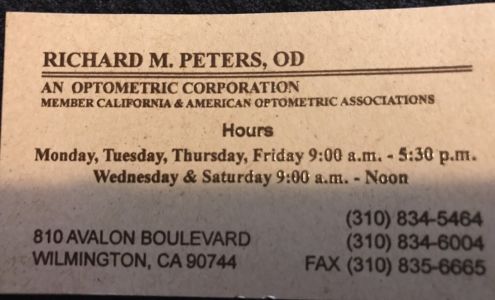 RICHARD M. PETERS, OD
AN OPTOMETRIC CORPORATION
MEMBER CALIFORNIA & AMERICAN OPTOMETRIC ASSOCIATIONS
Hours
Monday, Tuesday, Thursday, Friday 9:00 a.m. - 5:30 p.m.
Wednesday & Saturday 9:00 a.m. - Noon
(310) 834-5464
810 AVALON BOULEVARD (310) 834-6004
WILMINGTON, CA 90744 FAX (310) 835-6665